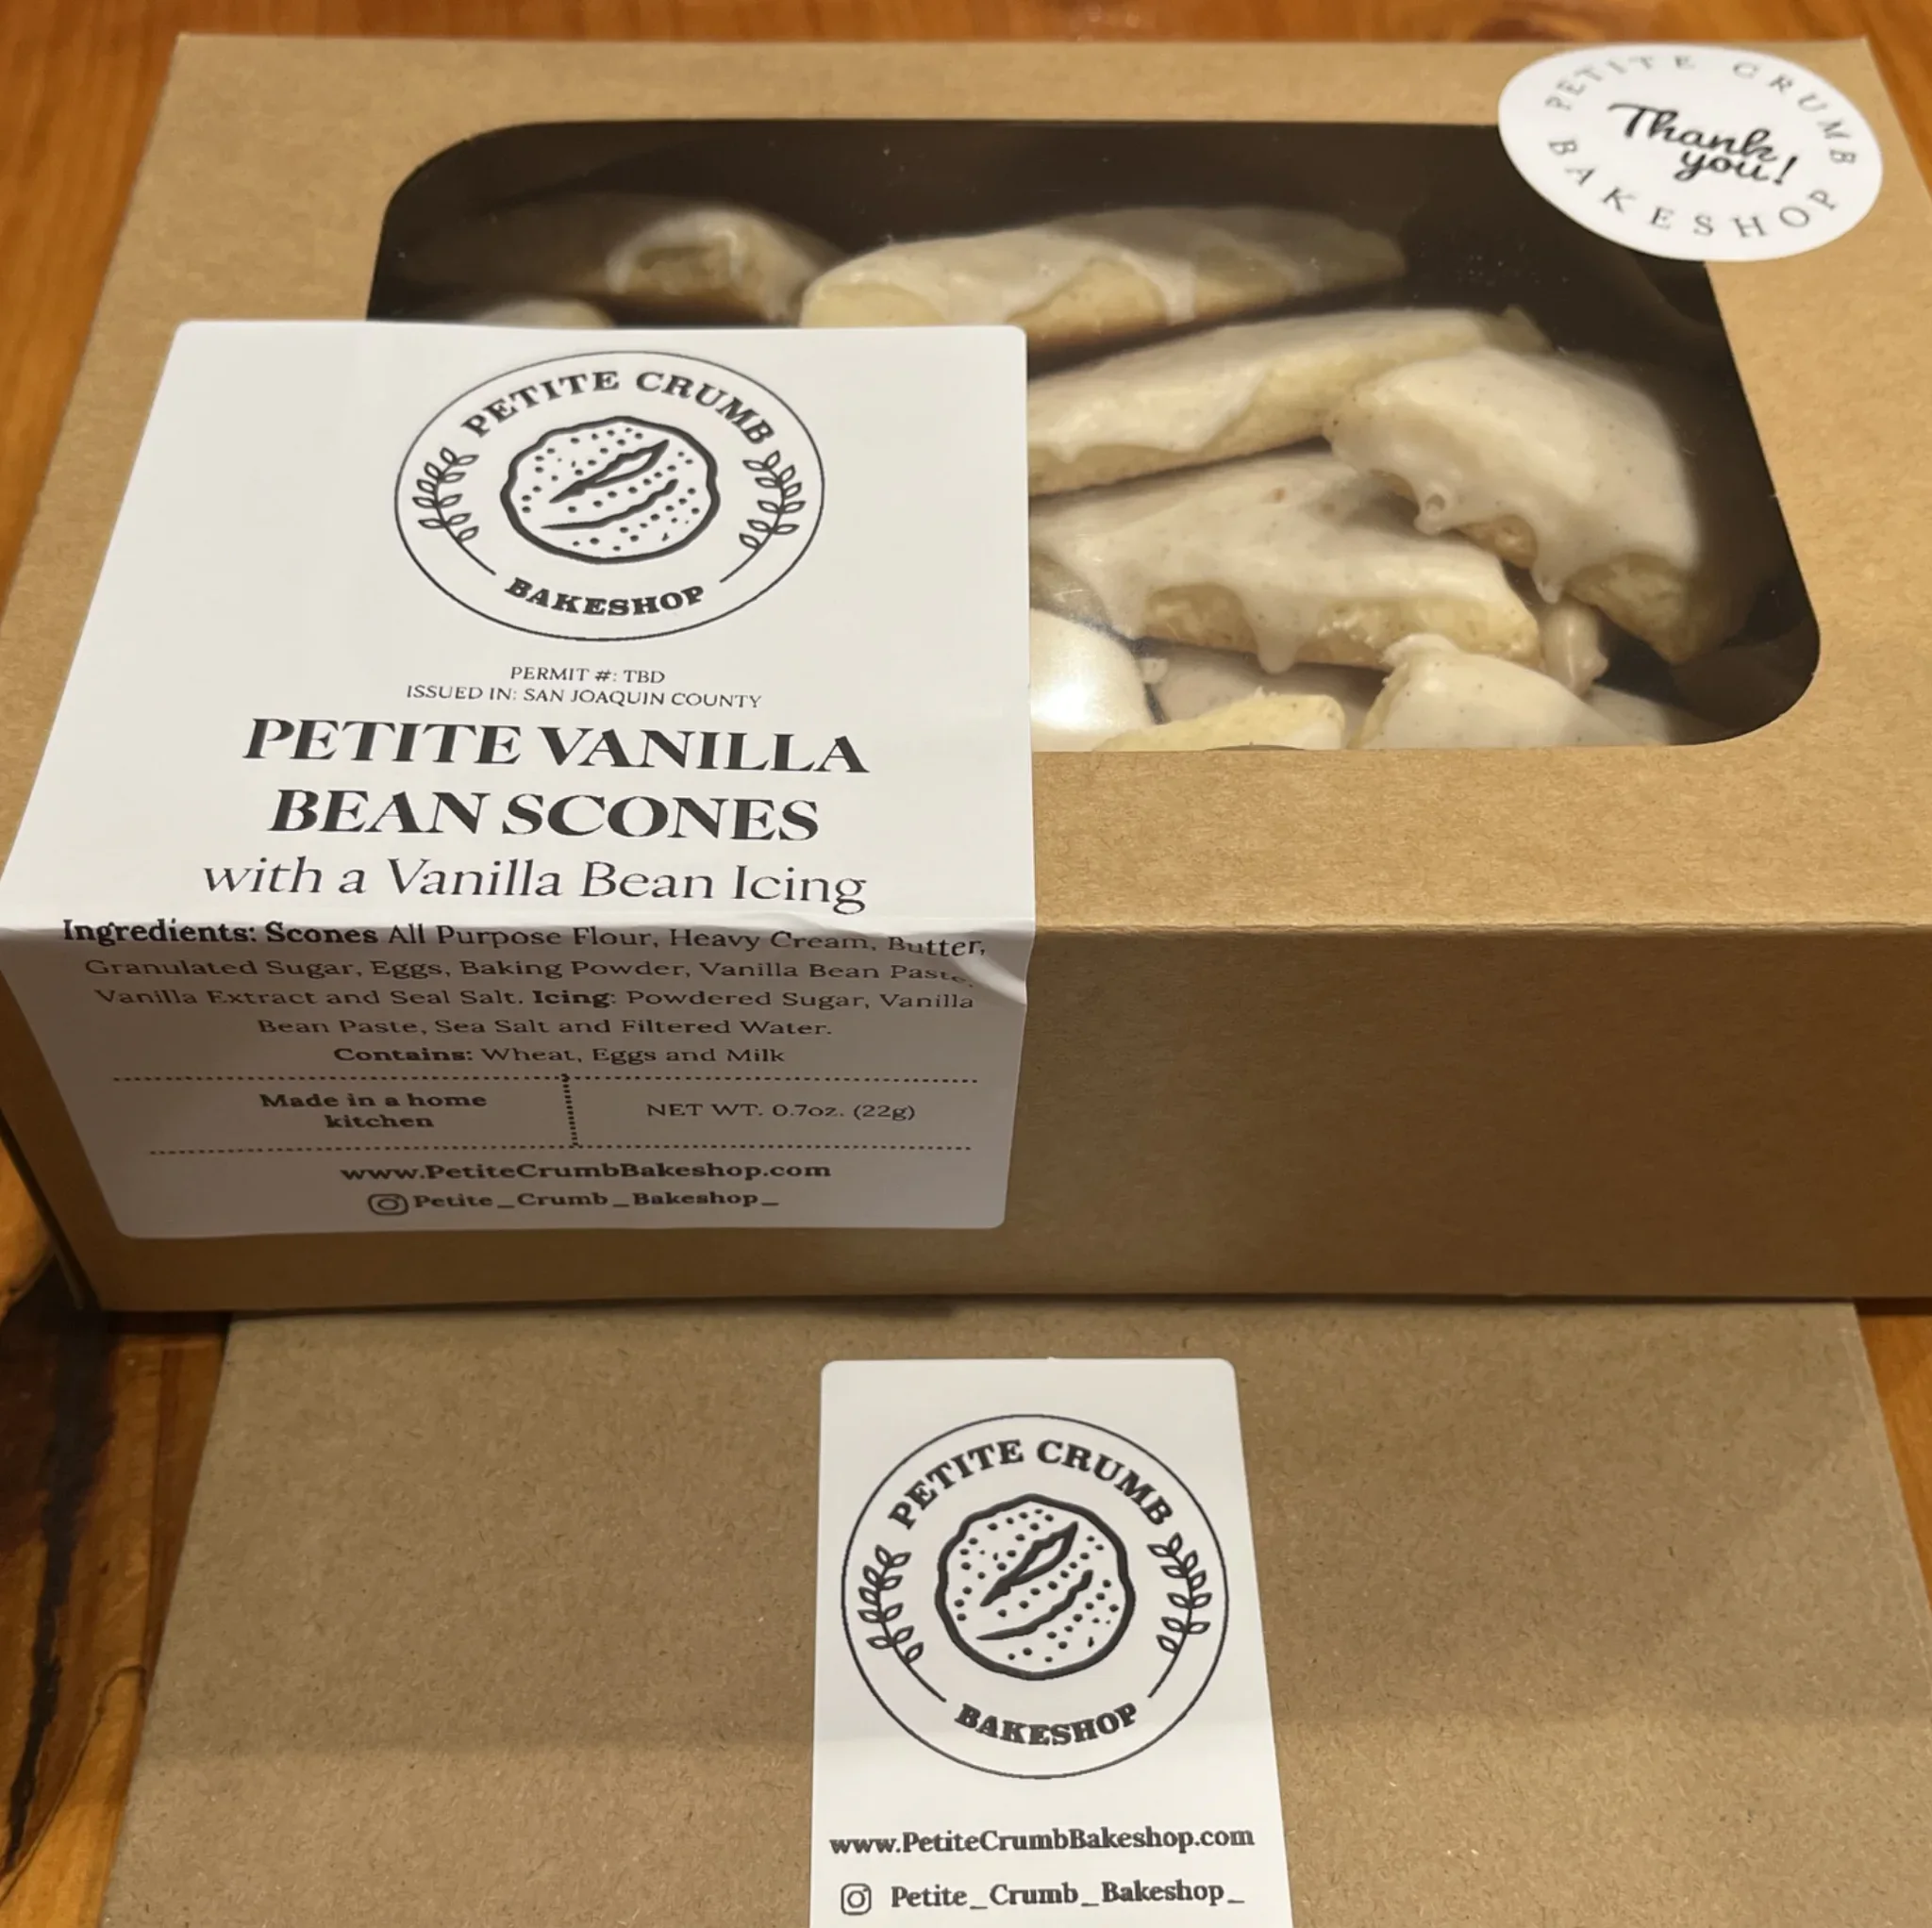 PETITE CRUMB
Thank
you!
BAKESHOP
PETITE CRUMB
BAKESHOP
PERMIT #: TBD
ISSUED IN: SAN JOAQUIN COUNTY
PETITE VANILLA
BEAN SCONES
with a Vanilla Bean Icing
Ingredients: Scones All Purpose Flour, Heavy Cream, Butter,
Granulated Sugar, Eggs, Baking Powder, Vanilla Bean Paste,
Vanilla Extract and Seal Salt. Icing: Powdered Sugar, Vanilla
Bean Paste, Sea Salt and Filtered Water.
Contains: Wheat, Eggs and Milk
Made in a home
kitchen
NET WT. 0.7oz. (22g)
www.PetiteCrumbBakeshop.com
Petite_Crumb_Bakeshop_
PETITE CRUMB
BAKESHOP
www.PetiteCrumbBakeshop.com
Petite_Crumb_Bakeshop_